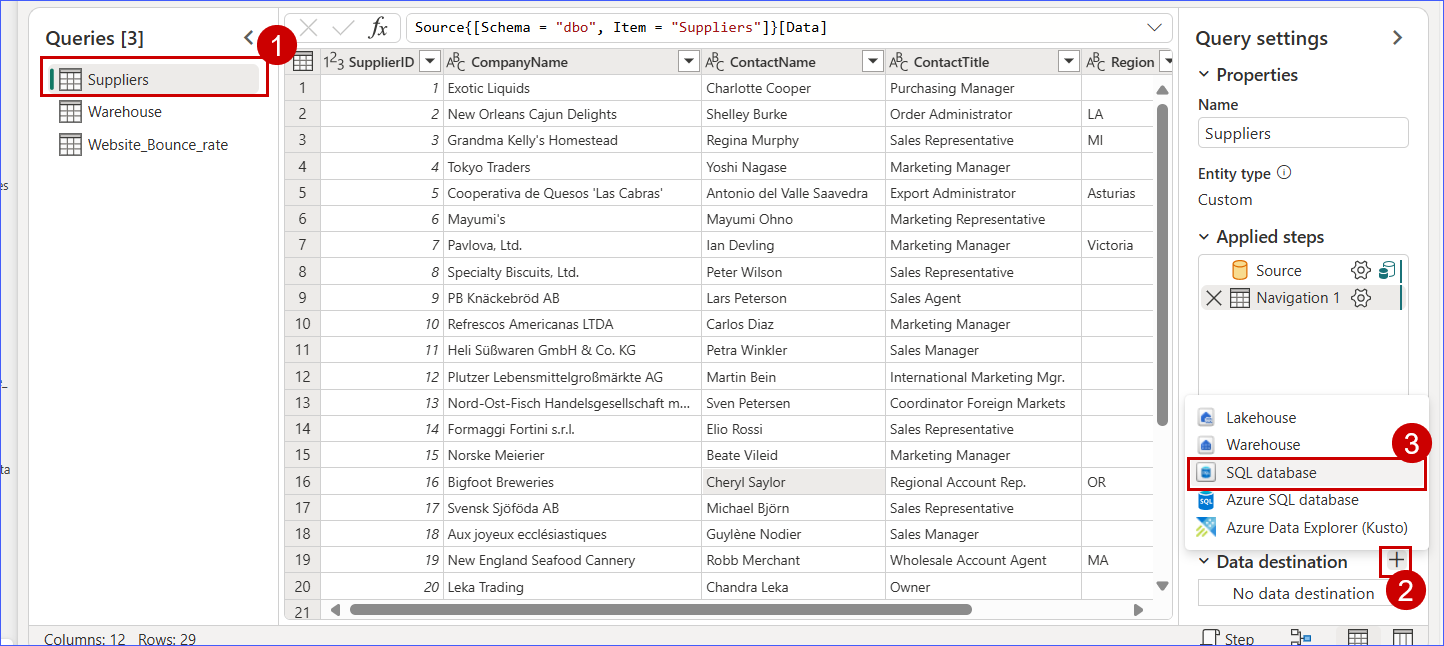 Queries [3]
1
Suppliers
Warehouse
Website_Bounce_rate
fx
Source{[Schema = "dbo", Item = "Suppliers"]}[Data]
123 SupplierID ABC CompanyName ABC ContactName ABC ContactTitle ABC Region
1 1 Exotic Liquids Charlotte Cooper Purchasing Manager
2 2 New Orleans Cajun Delights Shelley Burke Order Administrator LA
3 3 Grandma Kelly's Homestead Regina Murphy Sales Representative MI
4 4 Tokyo Traders Yoshi Nagase Marketing Manager
5 5 Cooperativa de Quesos 'Las Cabras' Antonio del Valle Saavedra Export Administrator Asturias
6 6 Mayumi's Mayumi Ohno Marketing Representative
7 7 Pavlova, Ltd. Ian Devling Marketing Manager Victoria
8 8 Specialty Biscuits, Ltd. Peter Wilson Sales Representative
9 9 PB Knäckebröd AB Lars Peterson Sales Agent
10 10 Refrescos Americanas LTDA Carlos Diaz Marketing Manager
11 11 Heli Süßwaren GmbH & Co. KG Petra Winkler Sales Manager
12 12 Plutzer Lebensmittelgroßmärkte AG Martin Bein International Marketing Mgr.
13 13 Nord-Ost-Fisch Handelsgesellschaft m... Sven Petersen Coordinator Foreign Markets
14 14 Formaggi Fortini s.r.l. Elio Rossi Sales Representative
15 15 Norske Meierier Beate Vileid Marketing Manager
16 16 Bigfoot Breweries Cheryl Saylor Regional Account Rep. OR
17 17 Svensk Sjöföda AB Michael Björn Sales Representative
18 18 Aux joyeux ecclésiastiques Guylène Nodier Sales Manager
19 19 New England Seafood Cannery Robb Merchant Wholesale Account Agent MA
20 20 Leka Trading Chandra Leka Owner
21
Query settings
Properties
Name
Suppliers
Entity type
Custom
Applied steps
Source
Navigation 1
Lakehouse
Warehouse
3
SQL database
SQL Azure SQL database
Azure Data Explorer (Kusto)
Data destination
2
No data destination
Columns: 12 Rows: 29
Step
es
ta